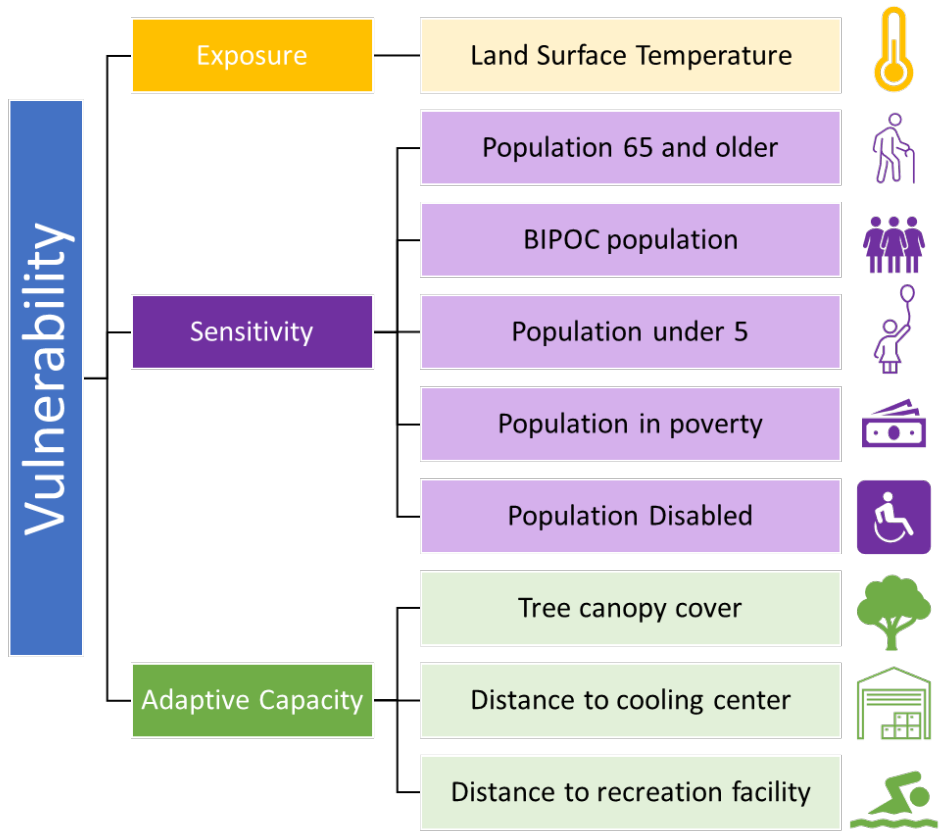 Vulnerability
Exposure
Land Surface Temperature
Sensitivity
Population 65 and older
BIPOC population
Population under 5
Population in poverty
Population Disabled
Adaptive Capacity
Tree canopy cover
Distance to cooling center
Distance to recreation facility